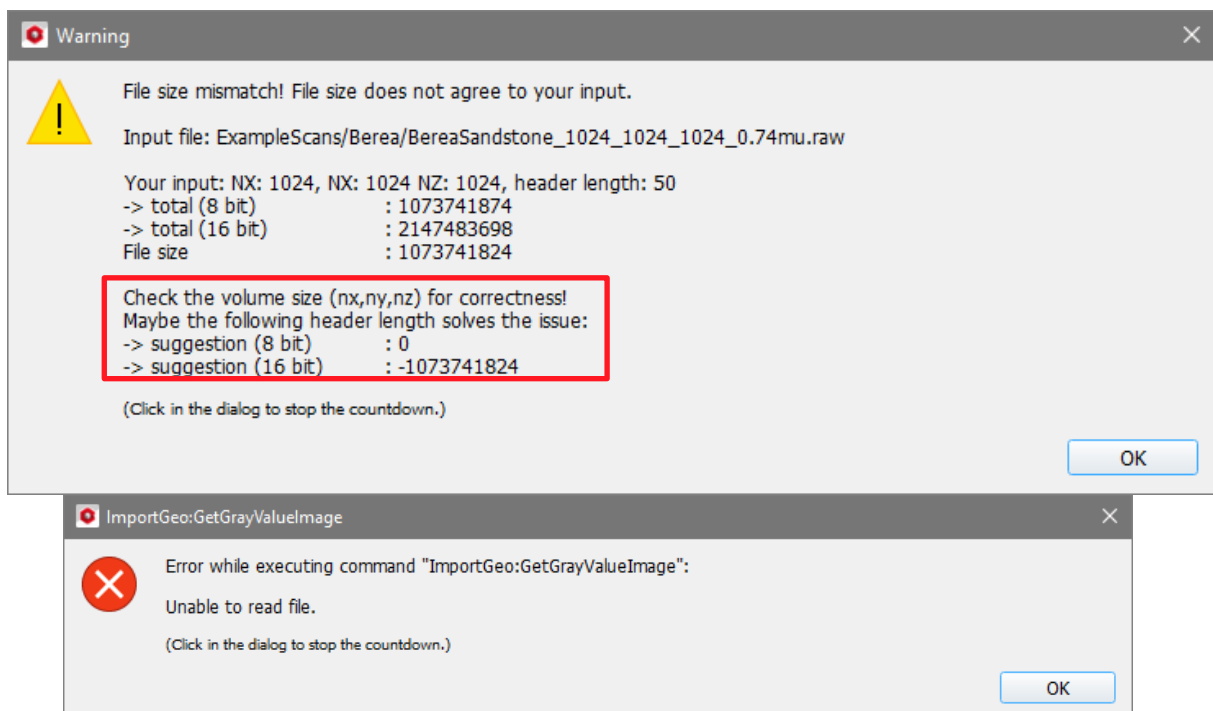 Warning
File size mismatch! File size does not agree to your input.
Input file: ExampleScans/Berea/BereaSandstone_1024_1024_1024_0.74mu.raw
Your input: NX: 1024, NX: 1024 NZ: 1024, header length: 50
-> total (8 bit) : 1073741874
-> total (16 bit) : 2147483698
File size : 1073741824
Check the volume size (nx,ny,nz) for correctness!
Maybe the following header length solves the issue:
-> suggestion (8 bit) : 0
-> suggestion (16 bit) : -1073741824
(Click in the dialog to stop the countdown.)
OK
ImportGeo:GetGrayValueImage
Error while executing command "ImportGeo:GetGrayValueImage":
Unable to read file.
(Click in the dialog to stop the countdown.)
OK